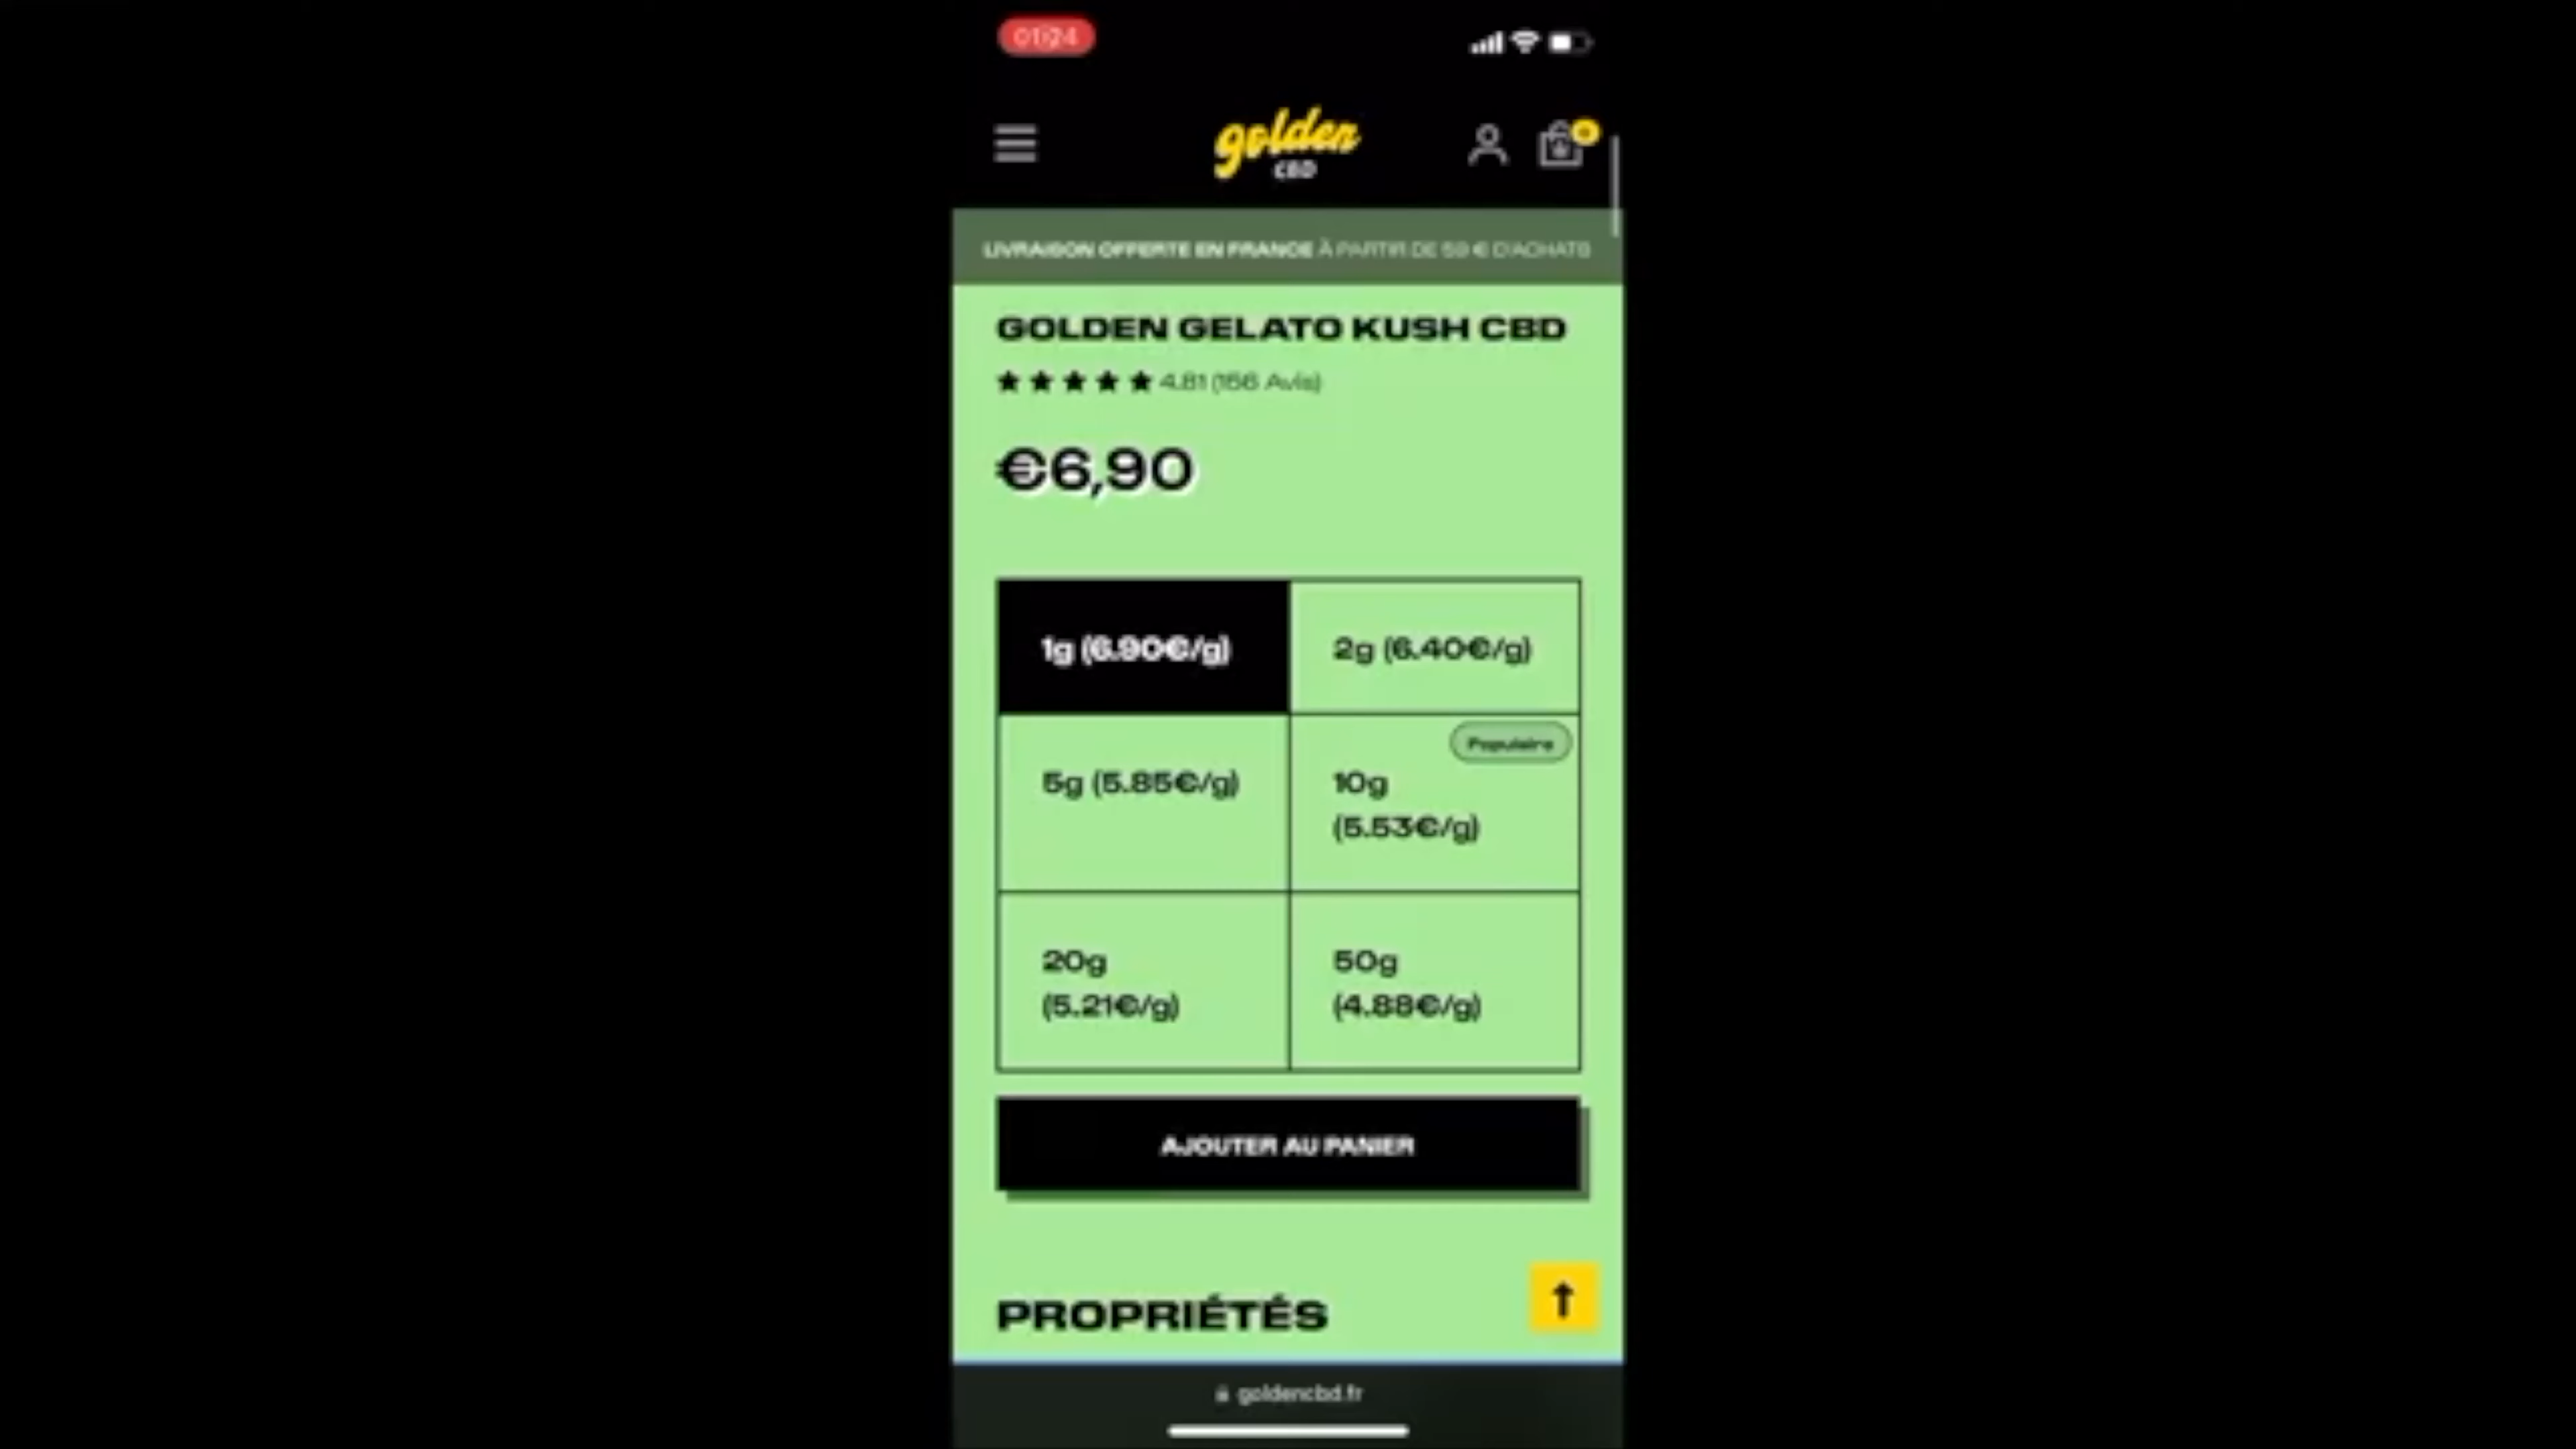 01:24
golden
CBD
0
LIVRAISON OFFERTE EN FRANCE À PARTIR DE 59 € D'ACHATS
GOLDEN GELATO KUSH CBD
4.81 (156 Avis)
€6,90
1g (6.90€/g)
2g (6.40€/g)
Populaire
5g (5.85€/g)
10g
(5.53€/g)
20g
(5.21€/g)
50g
(4.88€/g)
AJOUTER AU PANIER
PROPRIÉTÉS
goldencbd.fr